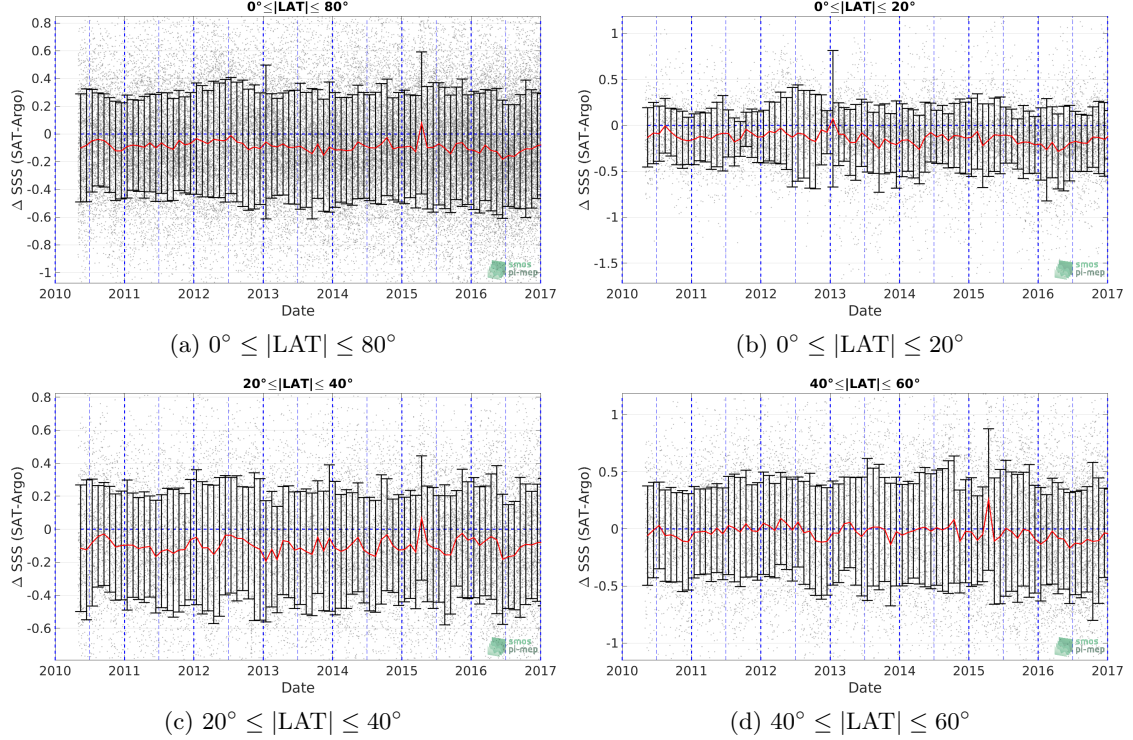 0°≤|LAT|≤ 80°
Δ SSS (SAT-Argo)
0.8
0.6
0.4
0.2
0
-0.2
-0.4
-0.6
-0.8
-1
2010 2011 2012 2013 2014 2015 2016 2017
Date
smos
pi-mep
(a) 0° ≤ |LAT| ≤ 80°
0°≤|LAT|≤ 20°
Δ SSS (SAT-Argo)
1
0.5
0
-0.5
-1
-1.5
2010 2011 2012 2013 2014 2015 2016 2017
Date
smos
pi-mep
(b) 0° ≤ |LAT| ≤ 20°
20°≤|LAT|≤ 40°
Δ SSS (SAT-Argo)
0.8
0.6
0.4
0.2
0
-0.2
-0.4
-0.6
2010 2011 2012 2013 2014 2015 2016 2017
Date
smos
pi-mep
(c) 20° ≤ |LAT| ≤ 40°
40°≤|LAT|≤ 60°
Δ SSS (SAT-Argo)
1
0.5
0
-0.5
-1
2010 2011 2012 2013 2014 2015 2016 2017
Date
smos
pi-mep
(d) 40° ≤ |LAT| ≤ 60°